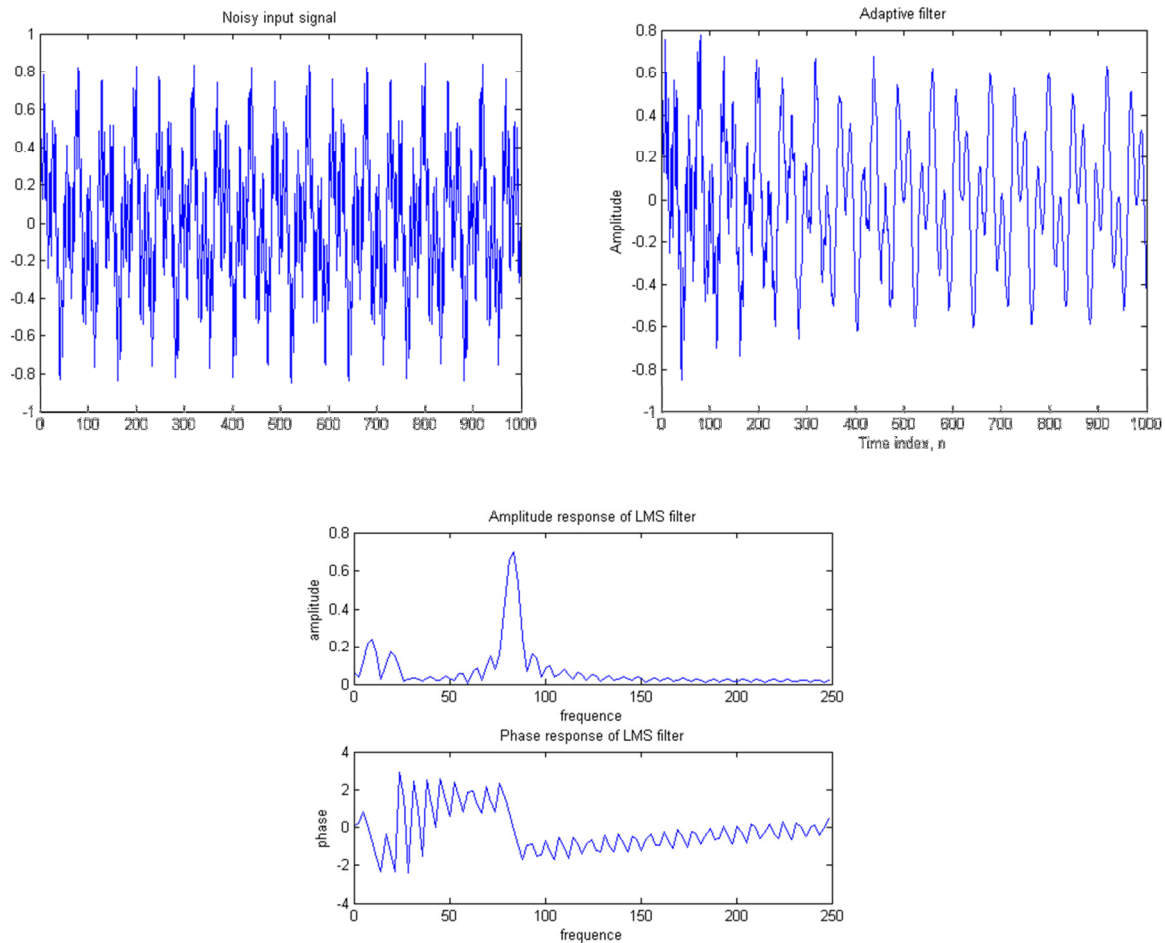 Noisy input signal
1
0.8
0.6
0.4
0.2
0
-0.2
-0.4
-0.6
-0.8
-1
0 100 200 300 400 500 600 700 800 900 1000
Adaptive filter
Amplitude
0.8
0.6
0.4
0.2
0
-0.2
-0.4
-0.6
-0.8
-1
0 100 200 300 400 500 600 700 800 900 1000
Time index, n
Amplitude response of LMS filter
amplitude
0.8
0.6
0.4
0.2
0
0 50 100 150 200 250
frequence
Phase response of LMS filter
phase
4
2
0
-2
-4
0 50 100 150 200 250
frequence